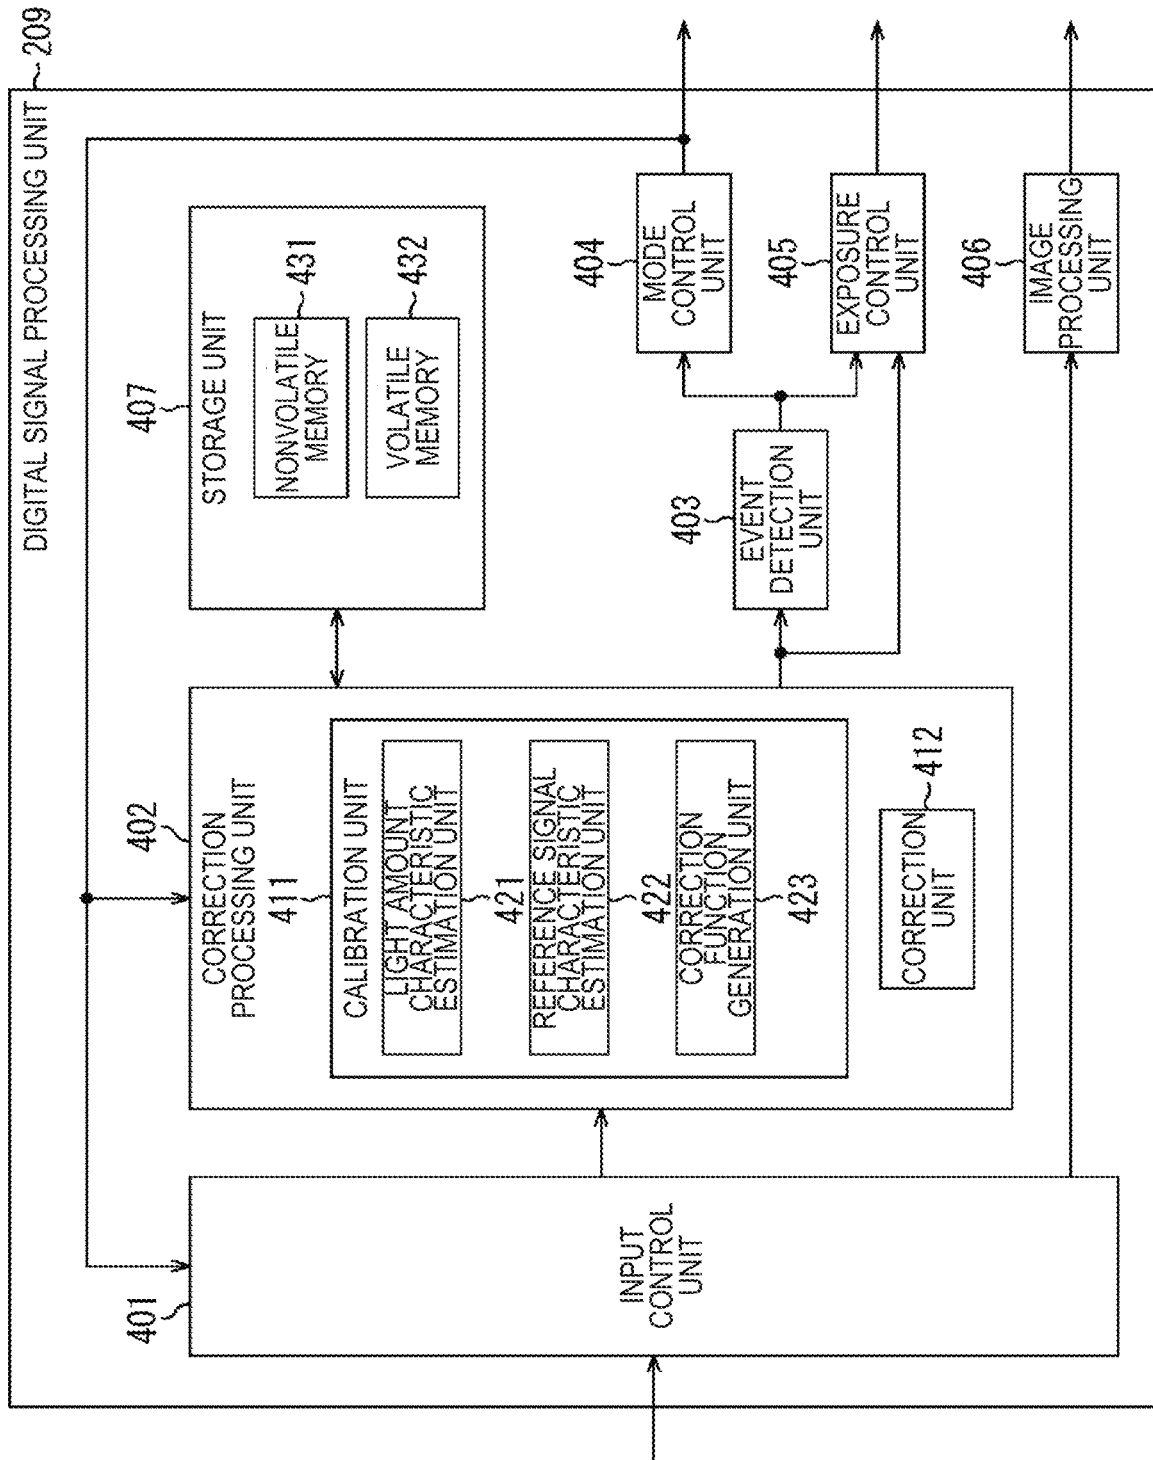 DIGITAL SIGNAL PROCESSING UNIT
209
401
INPUT
CONTROL
UNIT
402
CORRECTION
PROCESSING UNIT
411
CALIBRATION UNIT
LIGHT AMOUNT
CHARACTERISTIC
ESTIMATION UNIT
421
REFERENCE SIGNAL
CHARACTERISTIC
ESTIMATION UNIT
422
CORRECTION
FUNCTION
GENERATION UNIT
423
CORRECTION
UNIT
412
407
STORAGE UNIT
NONVOLATILE
MEMORY
431
VOLATILE
MEMORY
432
403
EVENT
DETECTION
UNIT
404
MODE
CONTROL
UNIT
405
EXPOSURE
CONTROL
UNIT
406
IMAGE
PROCESSING
UNIT